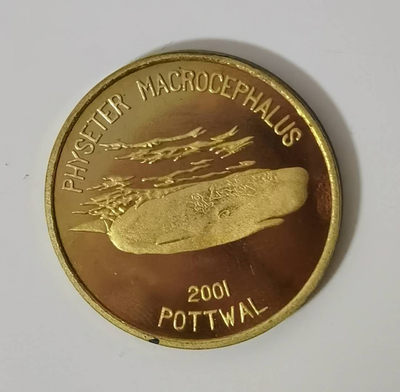 PHYSETER MACROCEPHALUS
2001
POTTWAL